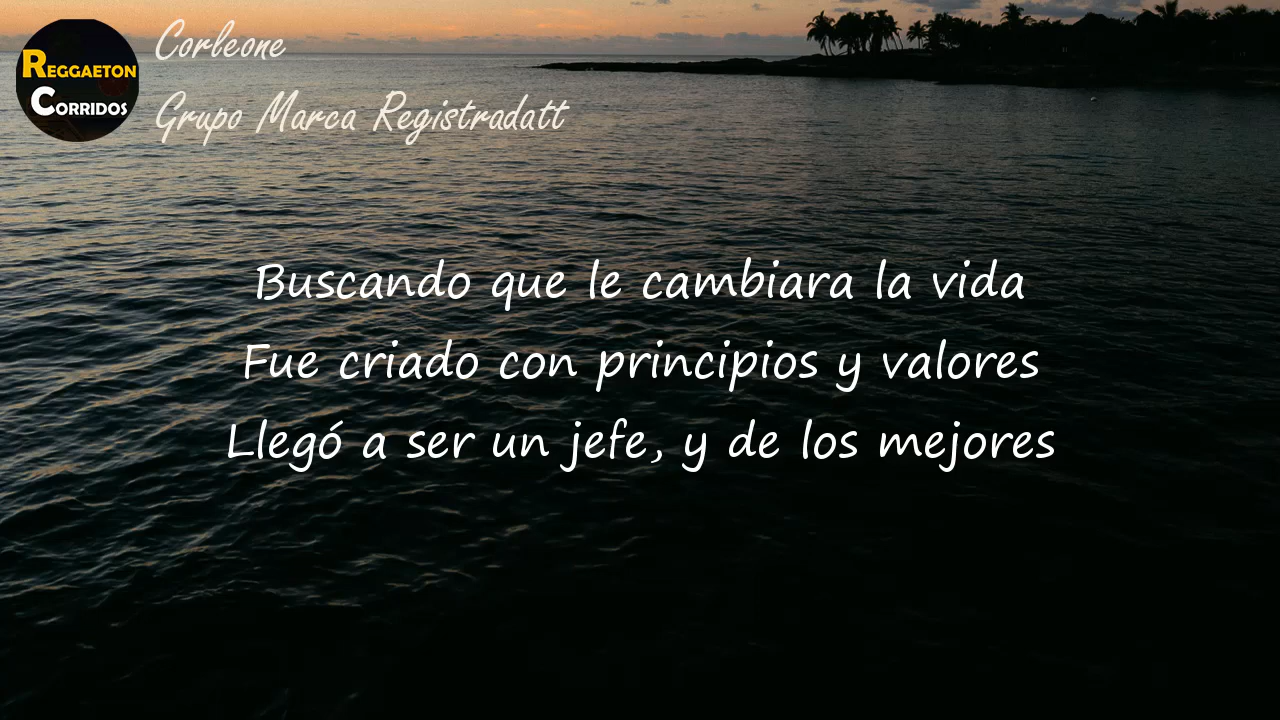 Corleone
REGGAETON
CORRIDOS
Grupo Marca Registradatt
Buscando que le cambiara la vida
Fue criado con principios y valores
Llegó a ser un jefe, y de los mejores